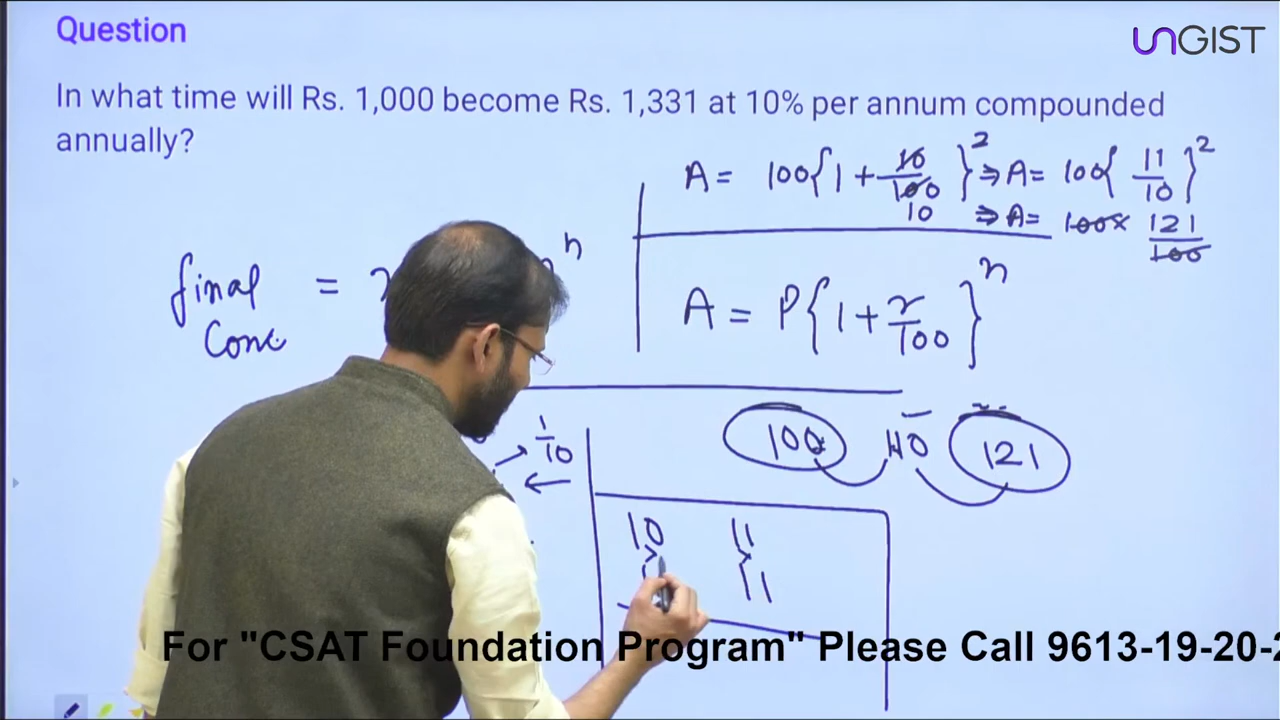 Question
UNGIST
In what time will Rs. 1,000 become Rs. 1,331 at 10% per annum compounded
annually?
A = 100{1 + 10/100 10}² ⇒ A = 100{11/10}²
⇒ A = 100 × 121/100
final = n
Conc
A = P{1 + r/100}ⁿ
1/10
100 110 121
10 11
11
For "CSAT Foundation Program" Please Call 9613-19-20-